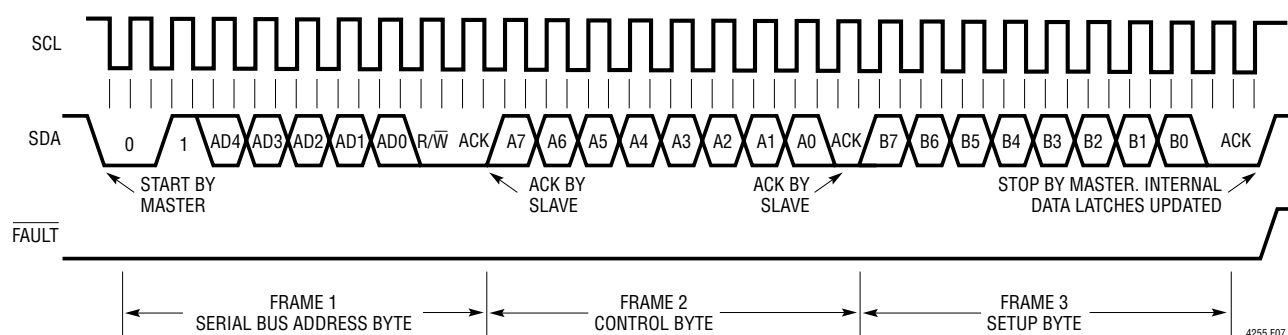 SCL
SDA
0 1 AD4 AD3 AD2 AD1 AD0 R/W̅ ACK A7 A6 A5 A4 A3 A2 A1 A0 ACK B7 B6 B5 B4 B3 B2 B1 B0 ACK
START BY
MASTER
ACK BY
SLAVE
ACK BY
SLAVE
STOP BY MASTER. INTERNAL
DATA LATCHES UPDATED
F̅A̅U̅L̅T̅
FRAME 1
SERIAL BUS ADDRESS BYTE
FRAME 2
CONTROL BYTE
FRAME 3
SETUP BYTE
4255 F07